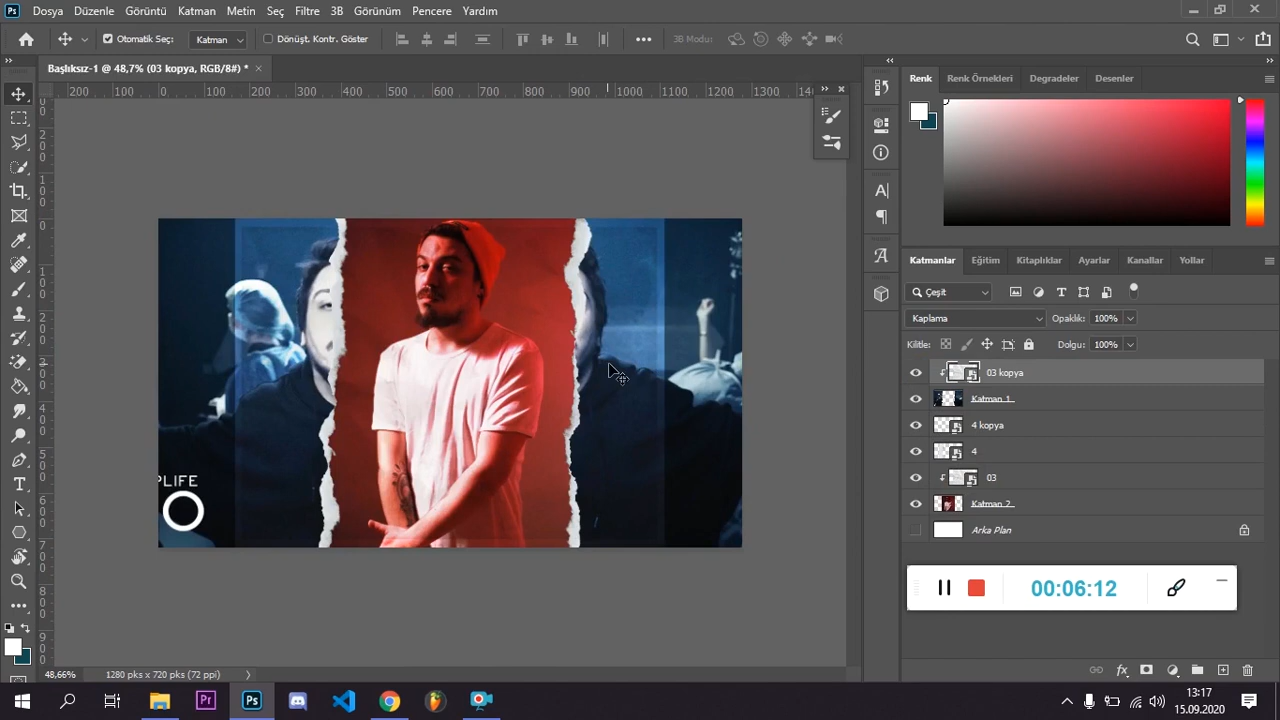 Ps Dosya Düzenle Görüntü Katman Metin Seç Filtre 3B Görünüm Pencere Yardım
Otomatik Seç: Katman Dönüşt. Kontr. Göster 3B Modu:
Başlıksız-1 @ 48,7% (03 kopya, RGB/8#) *
200 100 0 100 200 300 400 500 600 700 800 900 1000 1100 1200 1300
Renk Renk Örnekleri Degradeler Desenler
Katmanlar Eğitim Kitaplıklar Ayarlar Kanallar Yollar
Çeşit
Kaplama Opaklık: 100%
Kilitle: Dolgu: 100%
03 kopya
Katman 1
4 kopya
4
03
Katman 2
Arka Plan
PLIFE
00:06:12
48,66% 1280 pks x 720 pks (72 ppi)
Pr Ps
13:17
15.09.2020